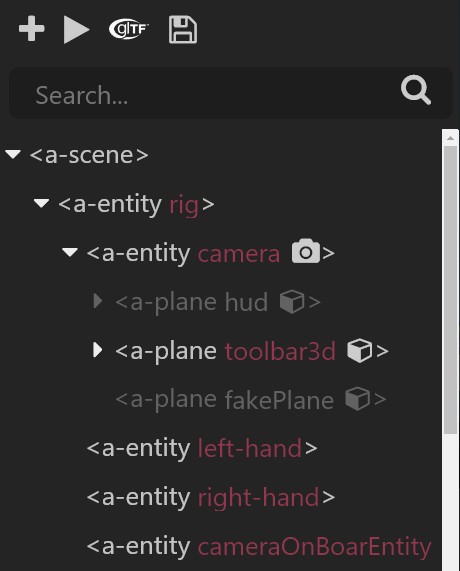 glTF
Search...
<a-scene>
<a-entity rig>
<a-entity camera >
<a-plane hud >
<a-plane toolbar3d >
<a-plane fakePlane >
<a-entity left-hand>
<a-entity right-hand>
<a-entity cameraOnBoarEntity